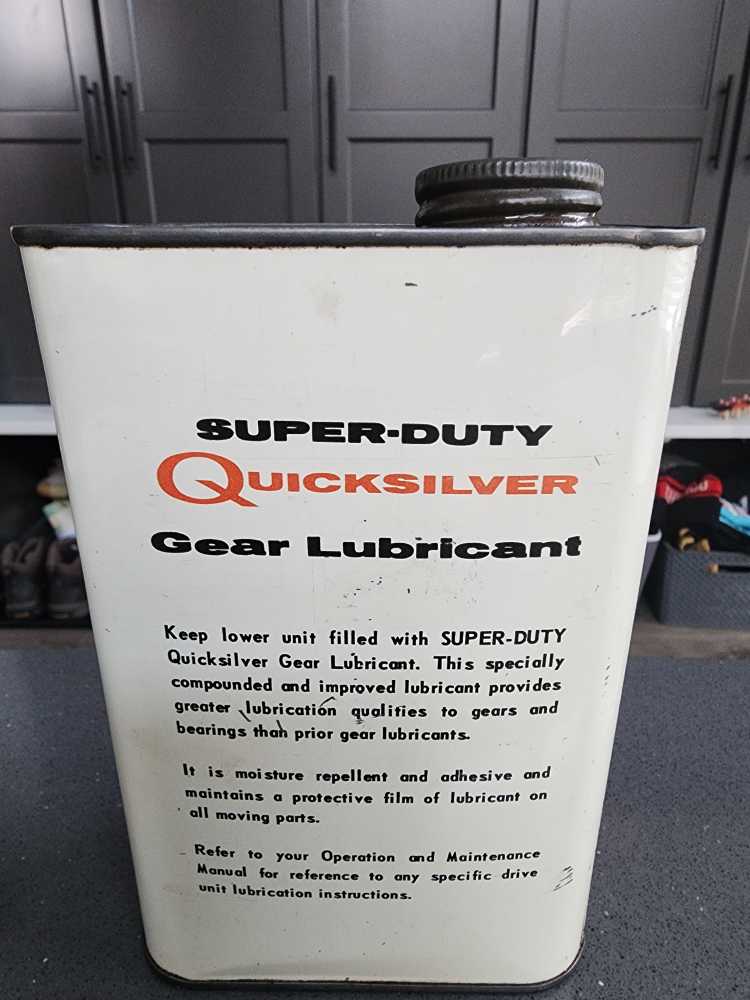 SUPER-DUTY
QUICKSILVER
Gear Lubricant
Keep lower unit filled with SUPER-DUTY
Quicksilver Gear Lubricant. This specially
compounded and improved lubricant provides
greater lubrication qualities to gears and
bearings than prior gear lubricants.
It is moisture repellent and adhesive and
maintains a protective film of lubricant on
all moving parts.
Refer to your Operation and Maintenance
Manual for reference to any specific drive
unit lubrication instructions.